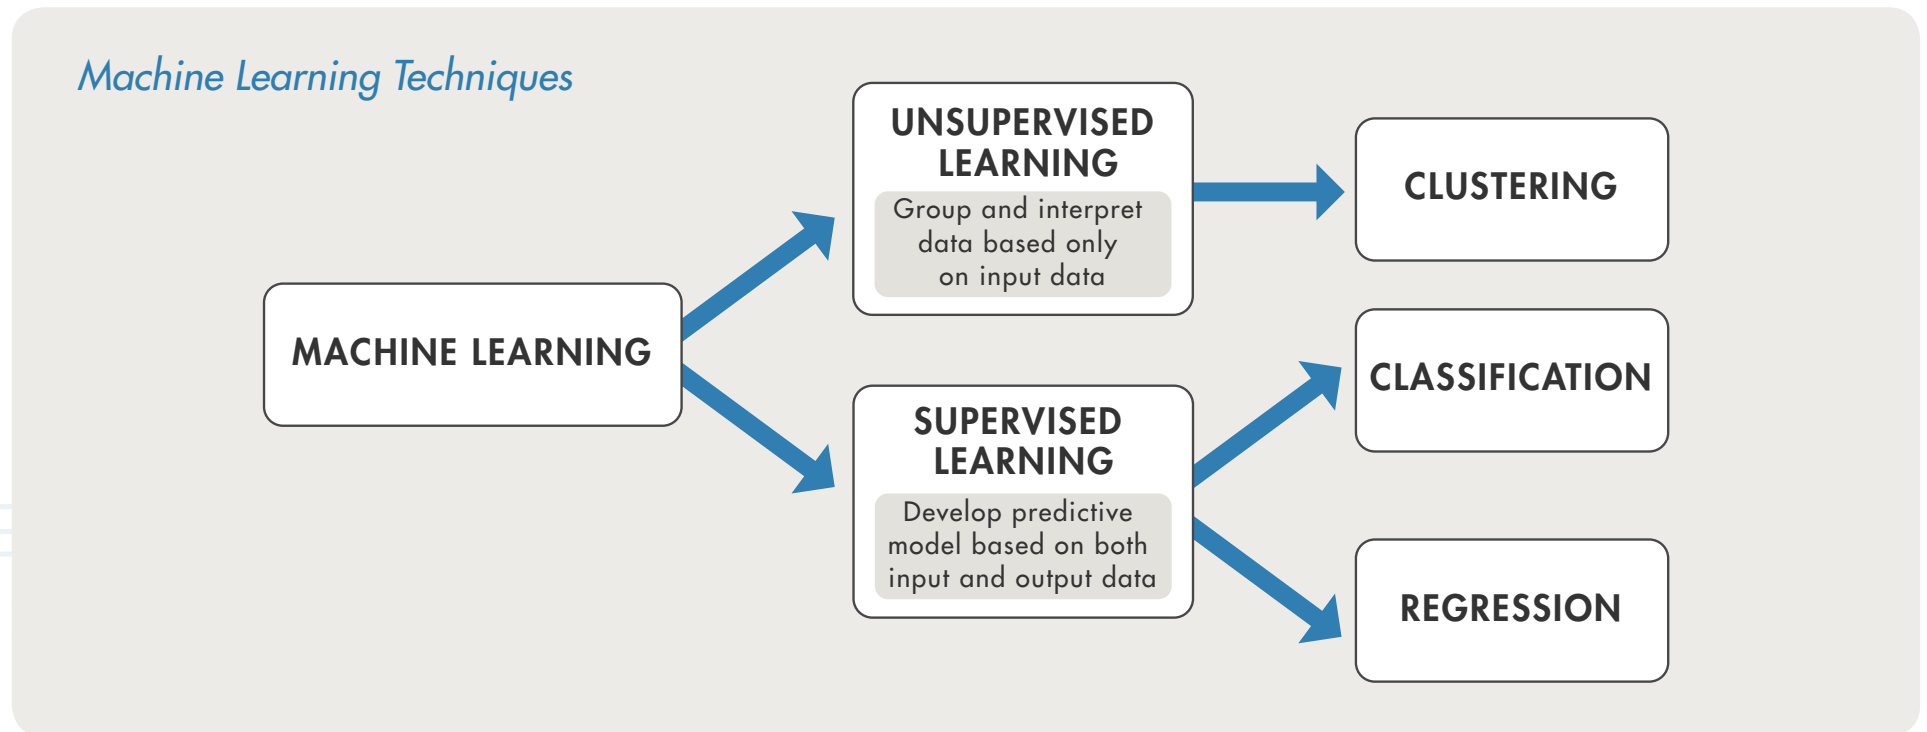 Machine Learning Techniques
MACHINE LEARNING
UNSUPERVISED
LEARNING
Group and interpret
data based only
on input data
CLUSTERING
SUPERVISED
LEARNING
Develop predictive
model based on both
input and output data
CLASSIFICATION
REGRESSION